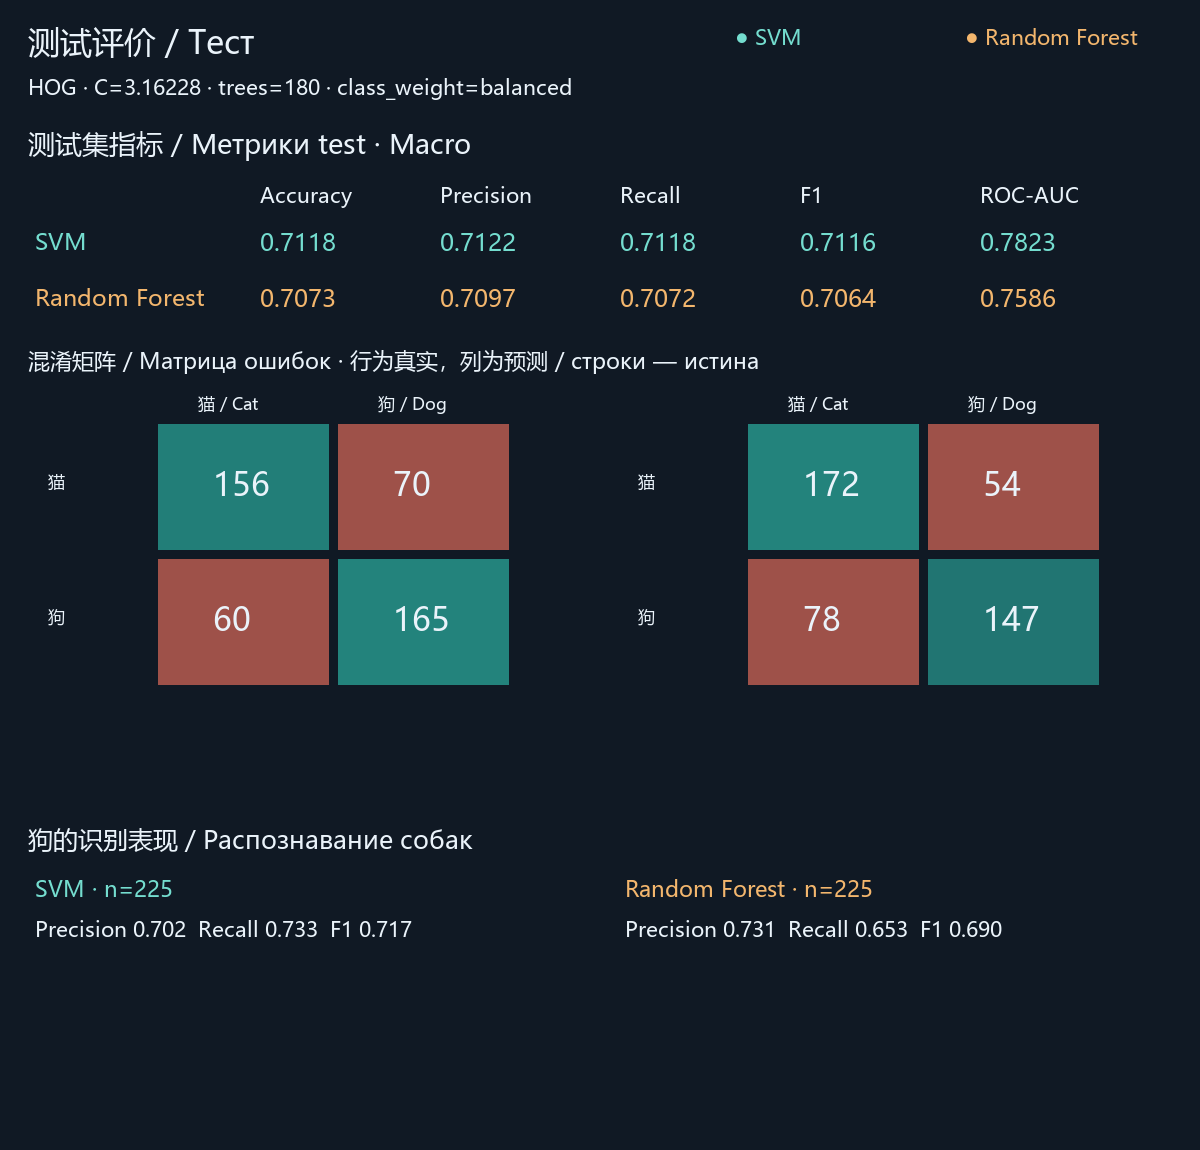 测试评价 / Тест
SVM
Random Forest
HOG · C=3.16228 · trees=180 · class_weight=balanced
测试集指标 / Метрики test · Macro
Accuracy Precision Recall F1 ROC-AUC
SVM 0.7118 0.7122 0.7118 0.7116 0.7823
Random Forest 0.7073 0.7097 0.7072 0.7064 0.7586
混淆矩阵 / Матрица ошибок · 行为真实，列为预测 / строки — истина
猫 / Cat 狗 / Dog
猫 156 70
狗 60 165
猫 / Cat 狗 / Dog
猫 172 54
狗 78 147
狗的识别表现 / Распознавание собак
SVM · n=225
Precision 0.702 Recall 0.733 F1 0.717
Random Forest · n=225
Precision 0.731 Recall 0.653 F1 0.690